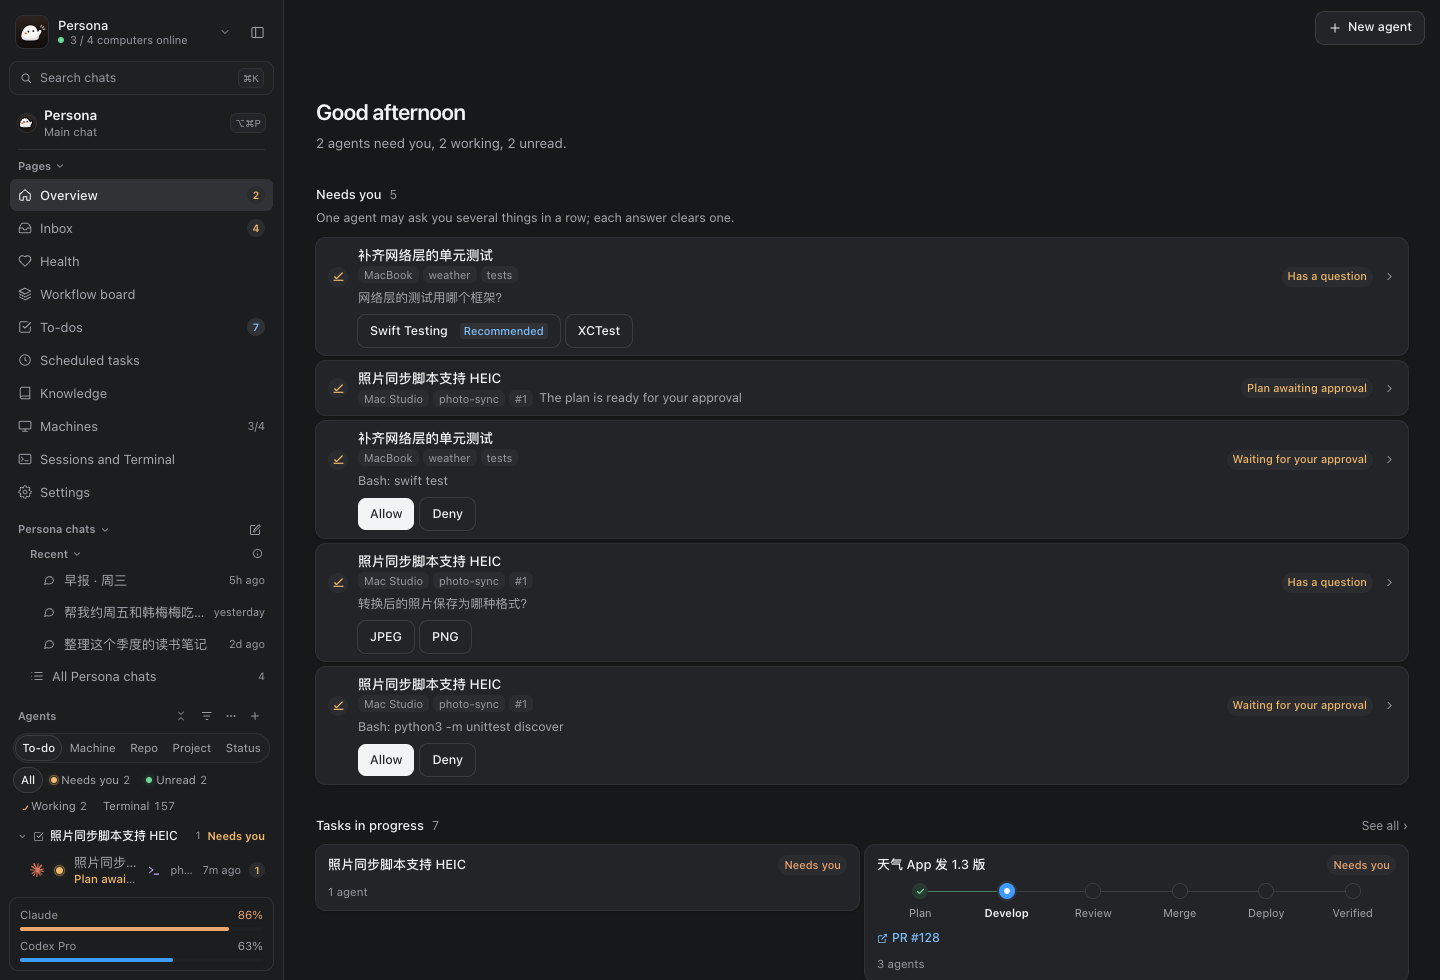 Persona
3 / 4 computers online
Search chats ⌘K
Persona
Main chat
⌥⌘P
Pages
Overview 2
Inbox 4
Health
Workflow board
To-dos 7
Scheduled tasks
Knowledge
Machines 3/4
Sessions and Terminal
Settings
Persona chats
Recent
早报 · 周三 5h ago
帮我约周五和韩梅梅吃... yesterday
整理这个季度的读书笔记 2d ago
All Persona chats 4
Agents
To-do Machine Repo Project Status
All Needs you 2 Unread 2
Working 2 Terminal 157
照片同步脚本支持 HEIC 1 Needs you
照片同步...
Plan awai...
ph... 7m ago 1
Claude 86%
Codex Pro 63%
New agent
Good afternoon
2 agents need you, 2 working, 2 unread.
Needs you 5
One agent may ask you several things in a row; each answer clears one.
补齐网络层的单元测试
MacBook weather tests
网络层的测试用哪个框架?
Swift Testing Recommended XCTest
Has a question
照片同步脚本支持 HEIC
Mac Studio photo-sync #1 The plan is ready for your approval
Plan awaiting approval
补齐网络层的单元测试
MacBook weather tests
Bash: swift test
Allow Deny
Waiting for your approval
照片同步脚本支持 HEIC
Mac Studio photo-sync #1
转换后的照片保存为哪种格式?
JPEG PNG
Has a question
照片同步脚本支持 HEIC
Mac Studio photo-sync #1
Bash: python3 -m unittest discover
Allow Deny
Waiting for your approval
Tasks in progress 7
See all ›
照片同步脚本支持 HEIC Needs you
1 agent
天气 App 发 1.3 版 Needs you
Plan Develop Review Merge Deploy Verified
PR #128
3 agents